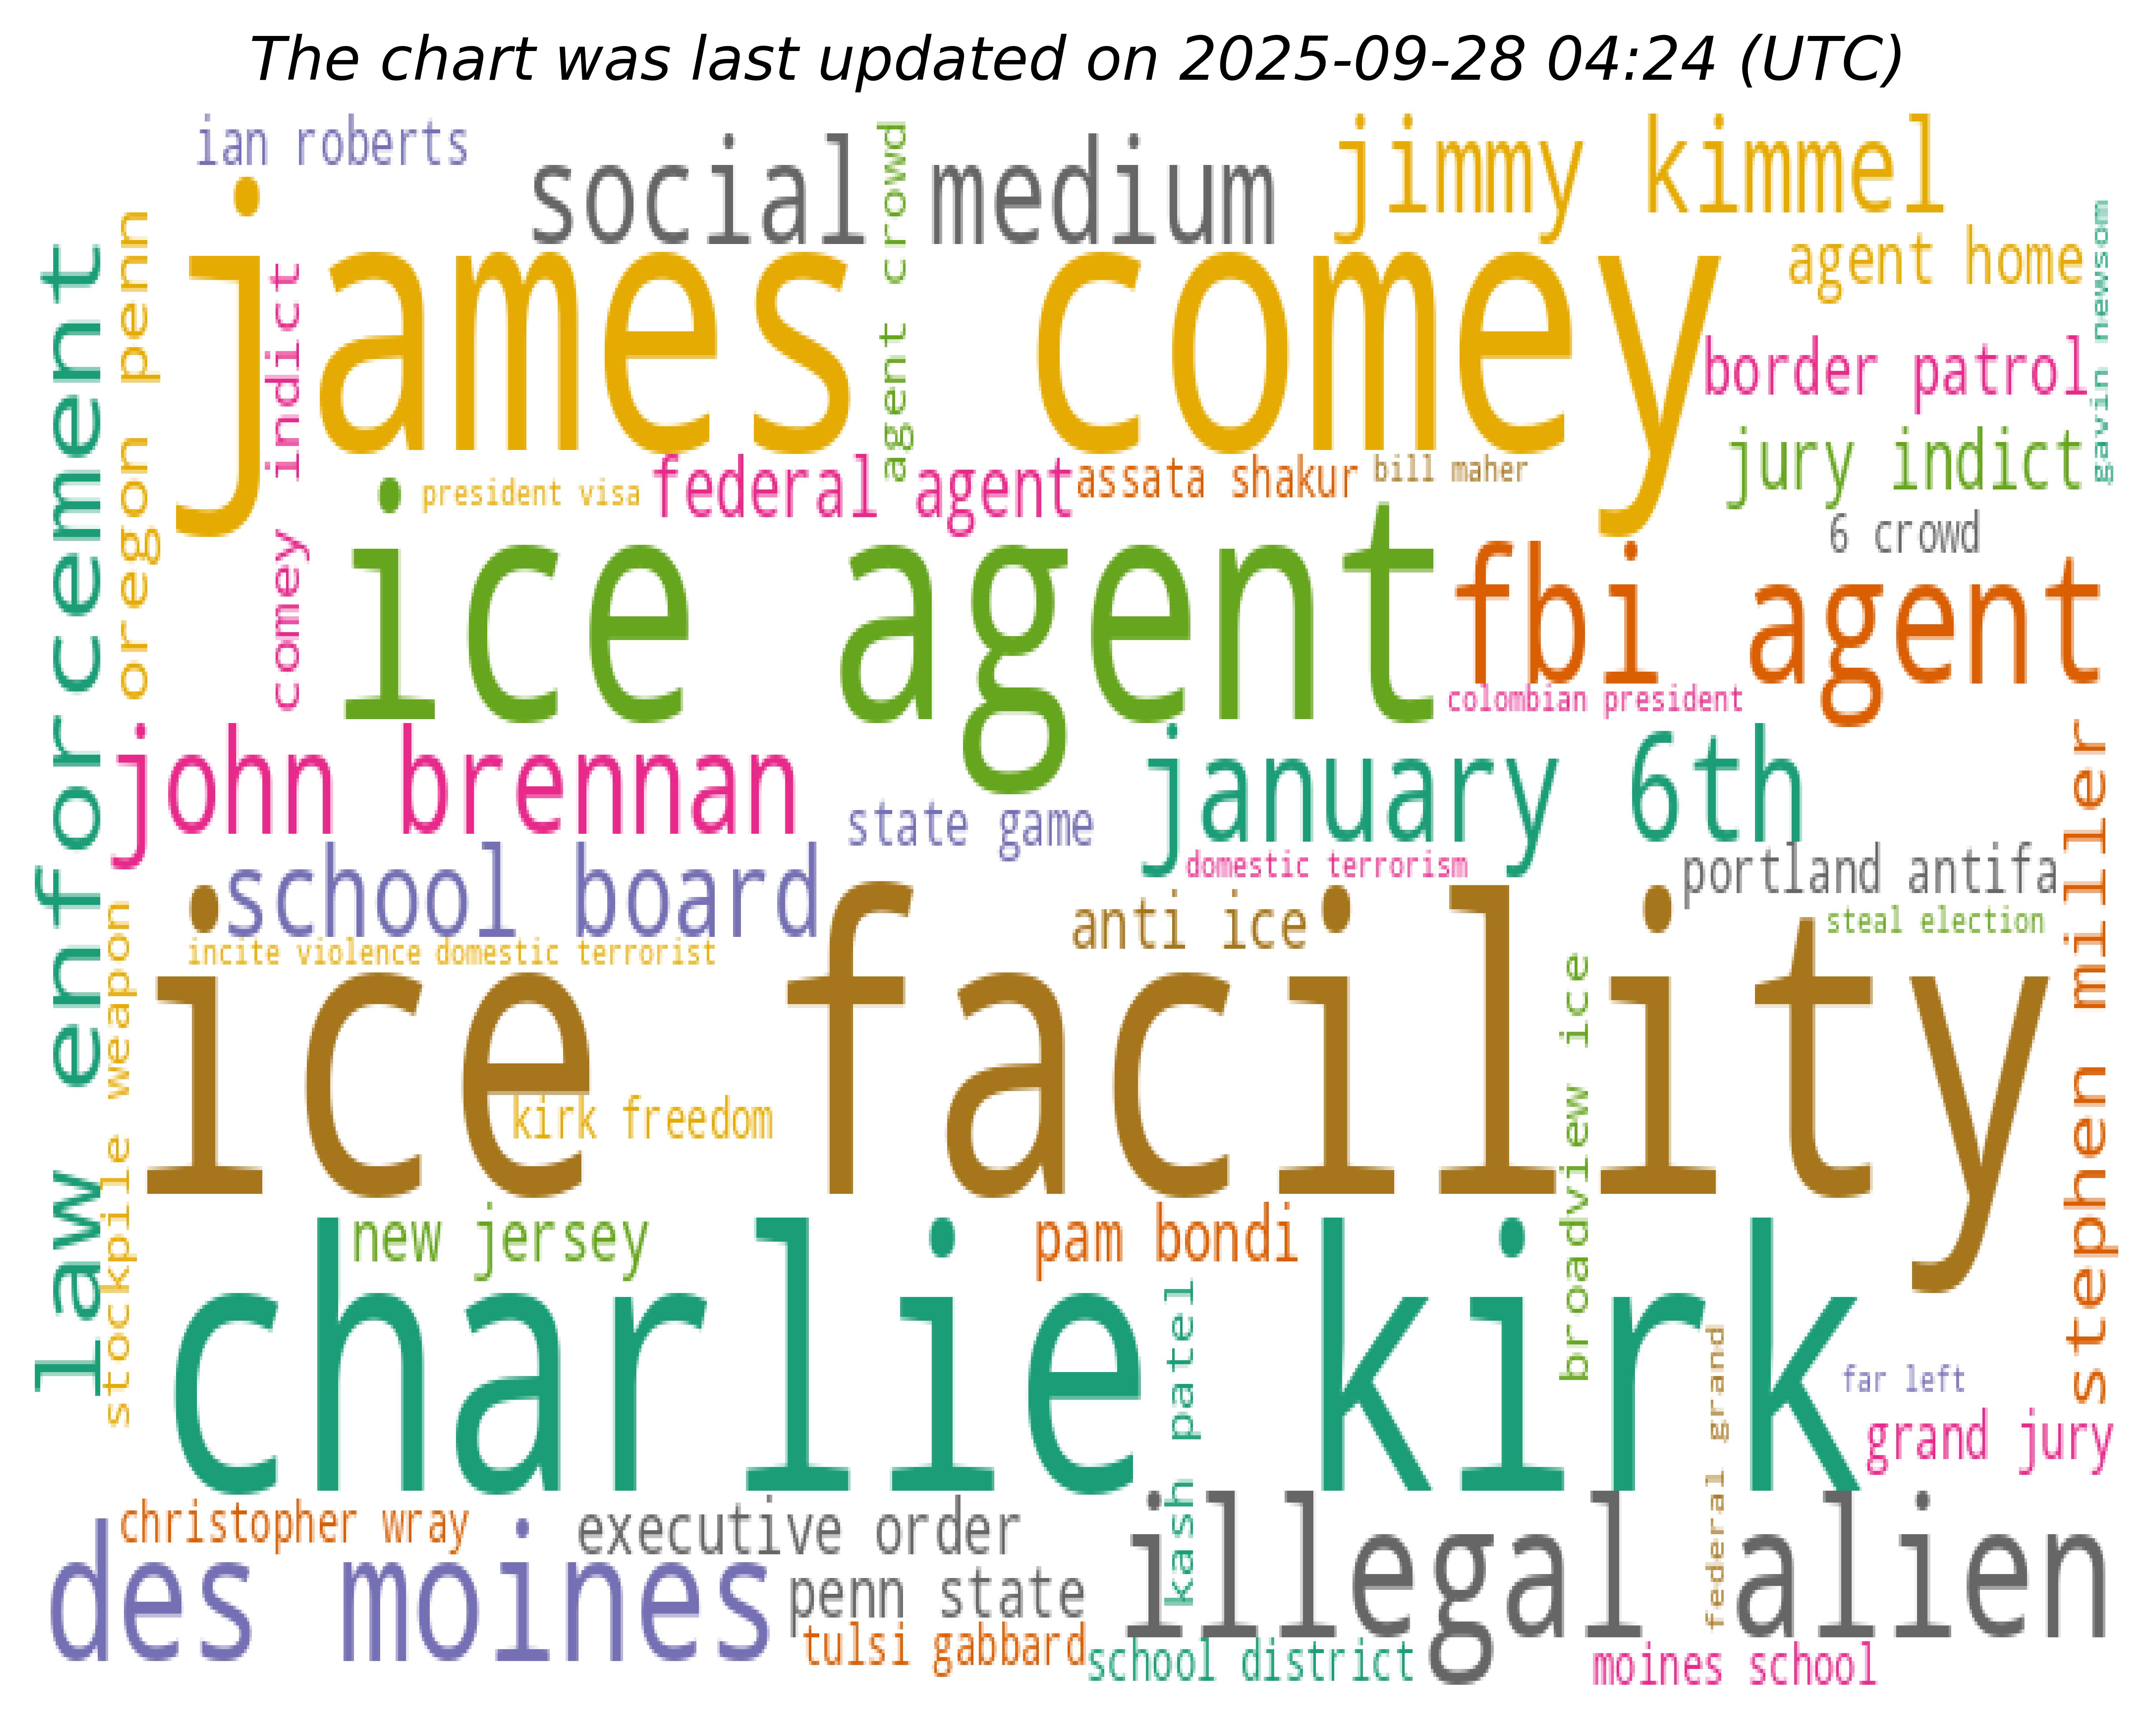 The chart was last updated on 2025-09-28 04:24 (UTC)
ian roberts
social medium
agent crowd
jimmy kimmel
agent home
gavin newsom
law enforcement
oregon penn
comey indict
james comey
border patrol
jury indict
president visa
federal agent
assata shakur
bill maher
6 crowd
ice agent
fbi agent
colombian president
john brennan
state game
january 6th
stephen miller
school board
domestic terrorism
portland antifa
anti ice
steal election
incite violence
domestic terrorist
stockpile weapon
ice facility
kirk freedom
broadview ice
new jersey
pam bondi
charlie kirk
kash patel
federal grand
far left
grand jury
christopher wray
executive order
illegal alien
des moines
penn state
tulsi gabbard
school district
moines school